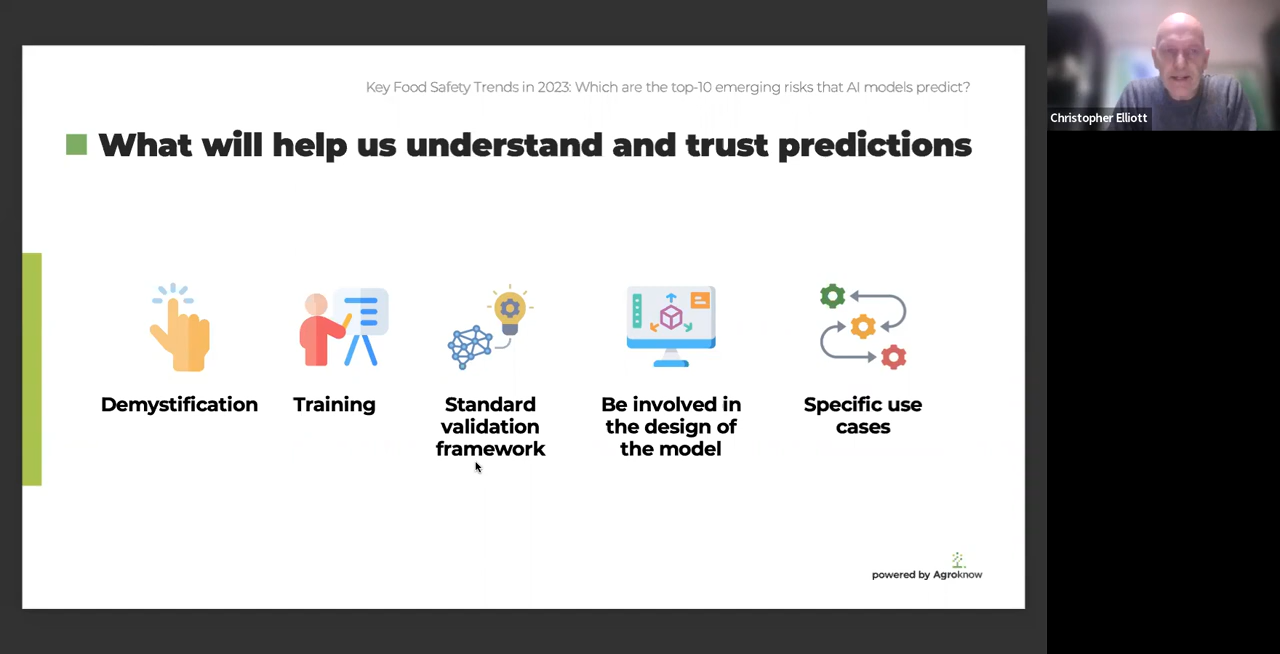 Key Food Safety Trends in 2023: Which are the top-10 emerging risks that AI models predict?
What will help us understand and trust predictions
Demystification
Training
Standard
validation
framework
Be involved in
the design of
the model
Specific use
cases
powered by Agroknow
Christopher Elliott